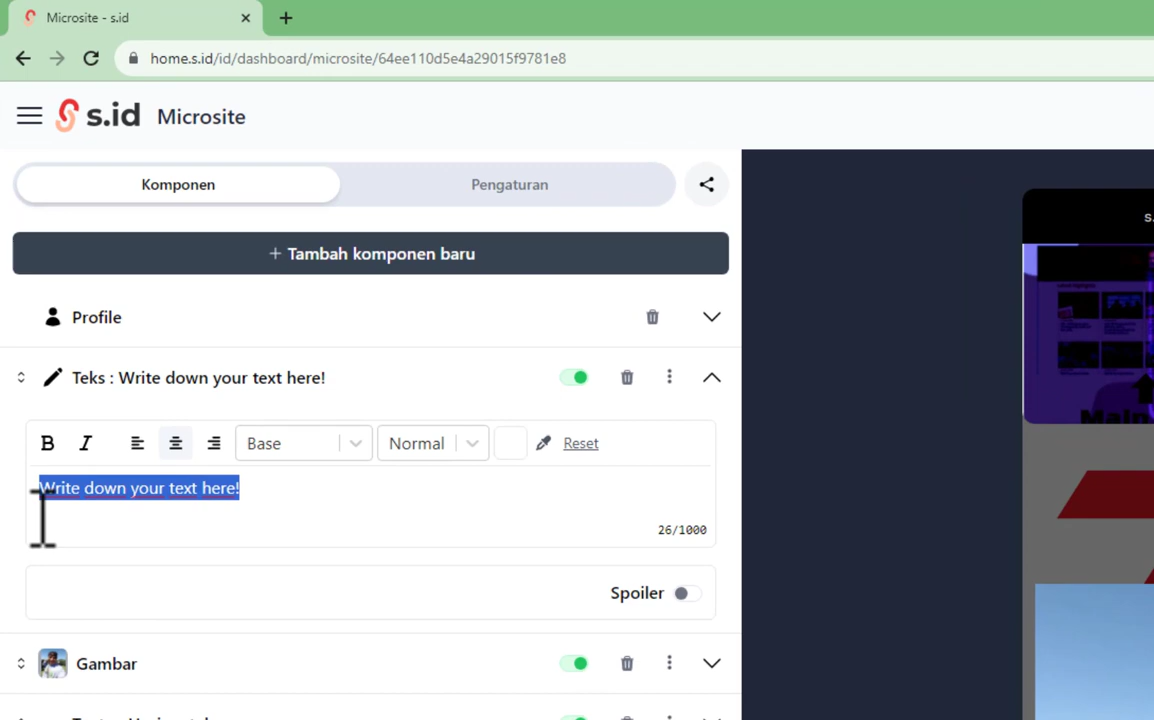 Microsite - s.id
home.s.id/id/dashboard/microsite/64ee110d5e4a29015f9781e8
s.id Microsite
Komponen
Pengaturan
+ Tambah komponen baru
Profile
Teks : Write down your text here!
B I Base Normal Reset
Write down your text here!
26/1000
Spoiler
Gambar